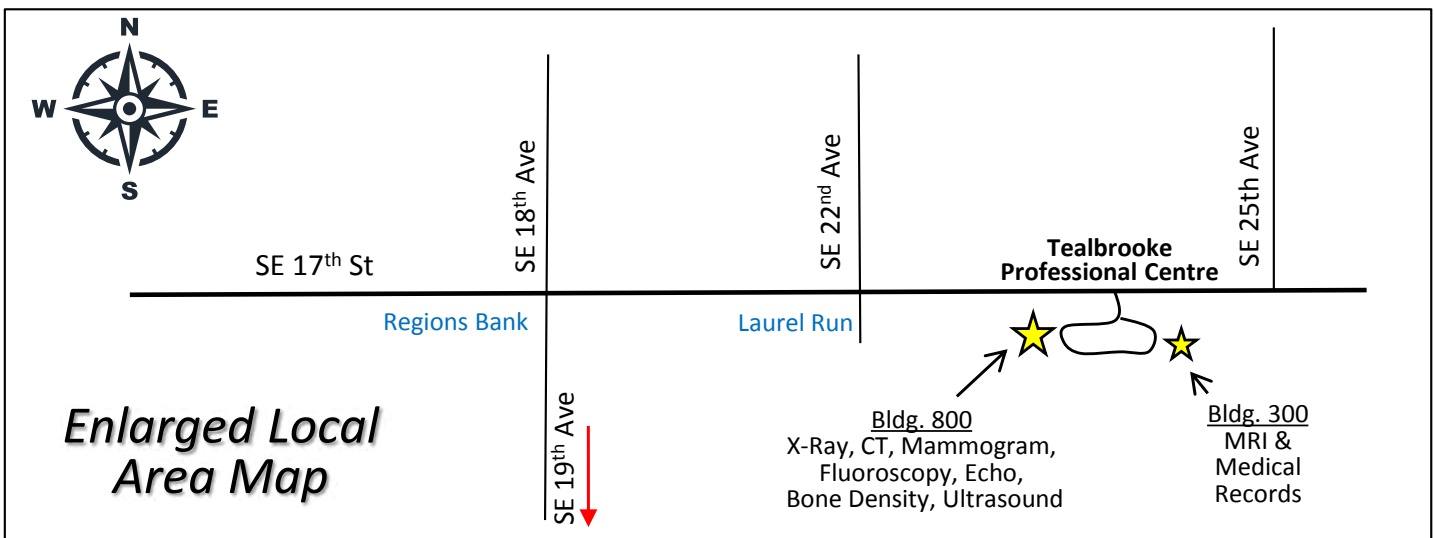 N
W
E
S
SE 18th Ave
SE 22nd Ave
SE 25th Ave
SE 17th St
Tealbrooke
Professional Centre
Regions Bank
Laurel Run
SE 19th Ave
Enlarged Local
Area Map
Bldg. 800
X-Ray, CT, Mammogram,
Fluoroscopy, Echo,
Bone Density, Ultrasound
Bldg. 300
MRI &
Medical
Records